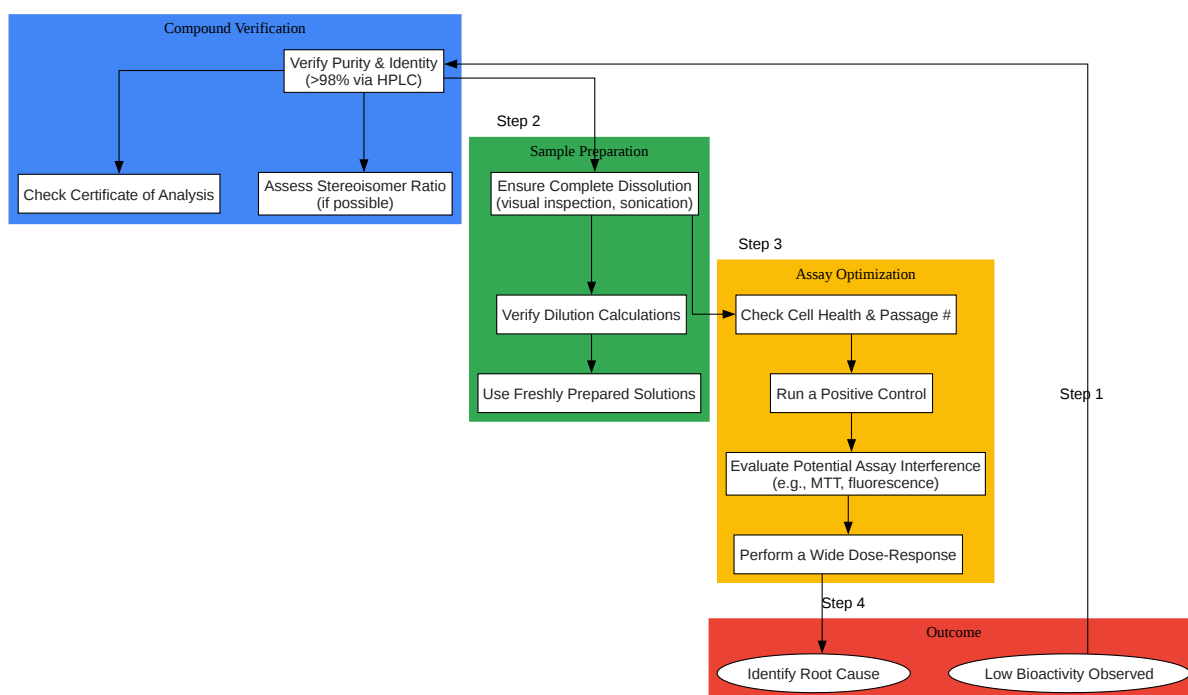 Compound Verification
Verify Purity & Identity
(>98% via HPLC)
Check Certificate of Analysis
Assess Stereoisomer Ratio
(if possible)
Step 2
Sample Preparation
Ensure Complete Dissolution
(visual inspection, sonication)
Verify Dilution Calculations
Use Freshly Prepared Solutions
Step 3
Assay Optimization
Check Cell Health & Passage #
Run a Positive Control
Evaluate Potential Assay Interference
(e.g., MTT, fluorescence)
Perform a Wide Dose-Response
Step 1
Step 4
Outcome
Identify Root Cause
Low Bioactivity Observed